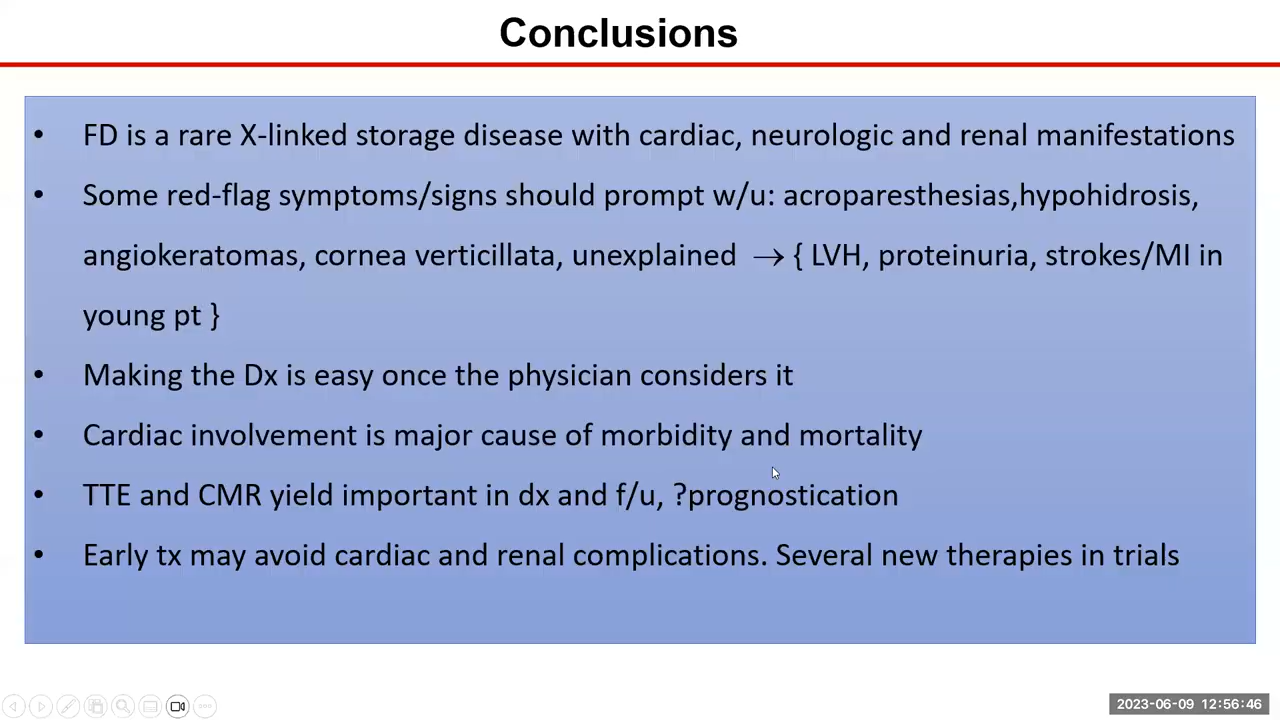 Conclusions
• FD is a rare X-linked storage disease with cardiac, neurologic and renal manifestations
• Some red-flag symptoms/signs should prompt w/u: acroparesthesias,hypohidrosis,
angiokeratomas, cornea verticillata, unexplained → { LVH, proteinuria, strokes/MI in
young pt }
• Making the Dx is easy once the physician considers it
• Cardiac involvement is major cause of morbidity and mortality
• TTE and CMR yield important in dx and f/u, ?prognostication
• Early tx may avoid cardiac and renal complications. Several new therapies in trials
2023-06-09 12:56:46